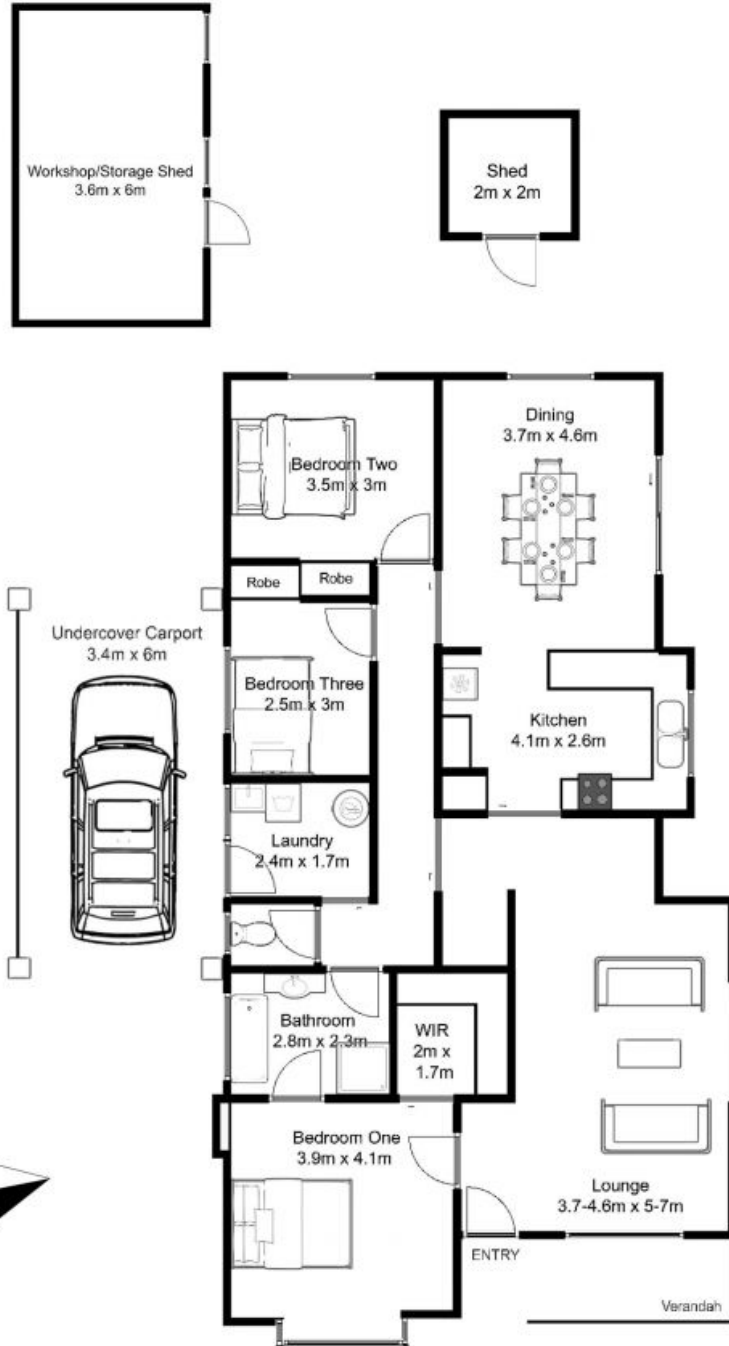 Workshop/Storage Shed
3.6m x 6m
Shed
2m x 2m
Dining
3.7m x 4.6m
Bedroom Two
3.5m x 3m
Robe
Robe
Undercover Carport
3.4m x 6m
Bedroom Three
2.5m x 3m
Kitchen
4.1m x 2.6m
Laundry
2.4m x 1.7m
Bathroom
2.8m x 2.3m
WIR
2m x
1.7m
Bedroom One
3.9m x 4.1m
Lounge
3.7-4.6m x 5-7m
ENTRY
Verandah